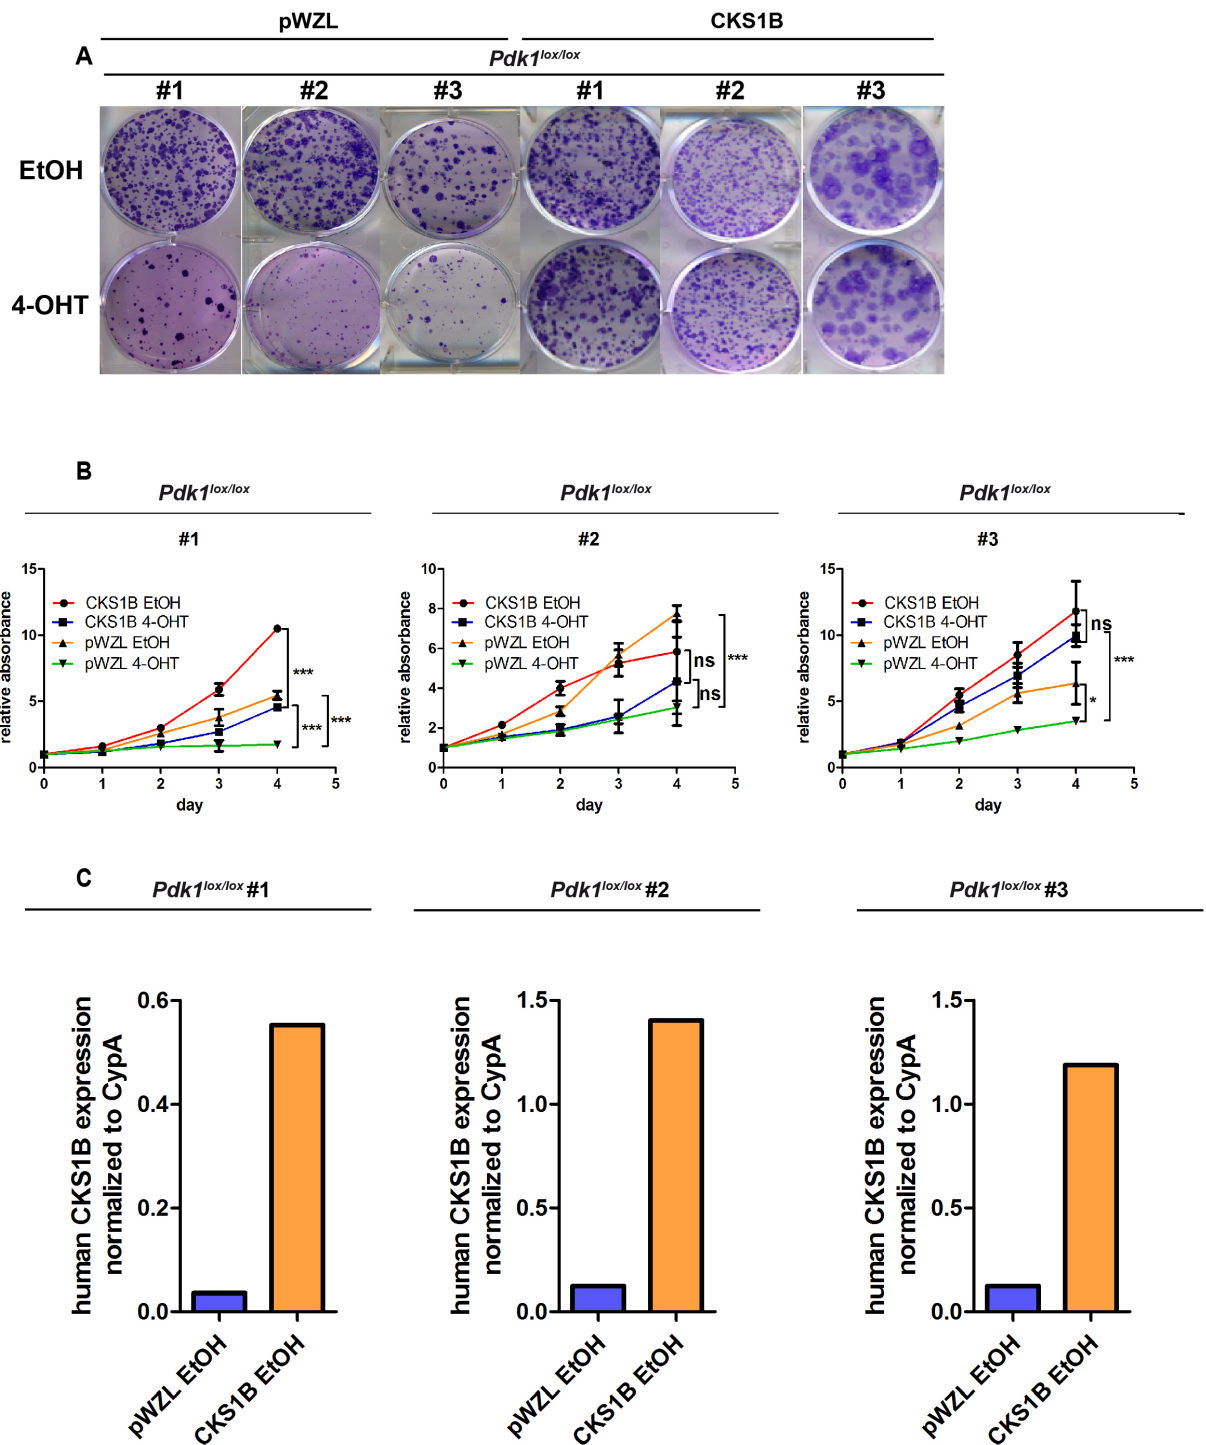 pWZL CKS1B
A Pdk1lox/lox
#1 #2 #3 #1 #2 #3
EtOH
4-OHT
B
Pdk1lox/lox Pdk1lox/lox Pdk1lox/lox
#1 #2 #3
15
10
5
0
relative absorbance
CKS1B EtOH
CKS1B 4-OHT
pWZL EtOH
pWZL 4-OHT
***
***
***
0 1 2 3 4 5
day
10
8
6
4
2
0
relative absorbance
CKS1B EtOH
CKS1B 4-OHT
pWZL EtOH
pWZL 4-OHT
ns
ns
***
0 1 2 3 4 5
day
15
10
5
0
relative absorbance
CKS1B EtOH
CKS1B 4-OHT
pWZL EtOH
pWZL 4-OHT
ns
***
*
0 1 2 3 4 5
day
C
Pdk1lox/lox #1 Pdk1lox/lox #2 Pdk1lox/lox #3
human CKS1B expression
normalized to CypA
0.6
0.4
0.2
0.0
pWZL EtOH
CKS1B EtOH
human CKS1B expression
normalized to CypA
1.5
1.0
0.5
0.0
pWZL EtOH
CKS1B EtOH
human CKS1B expression
normalized to CypA
1.5
1.0
0.5
0.0
pWZL EtOH
CKS1B EtOH